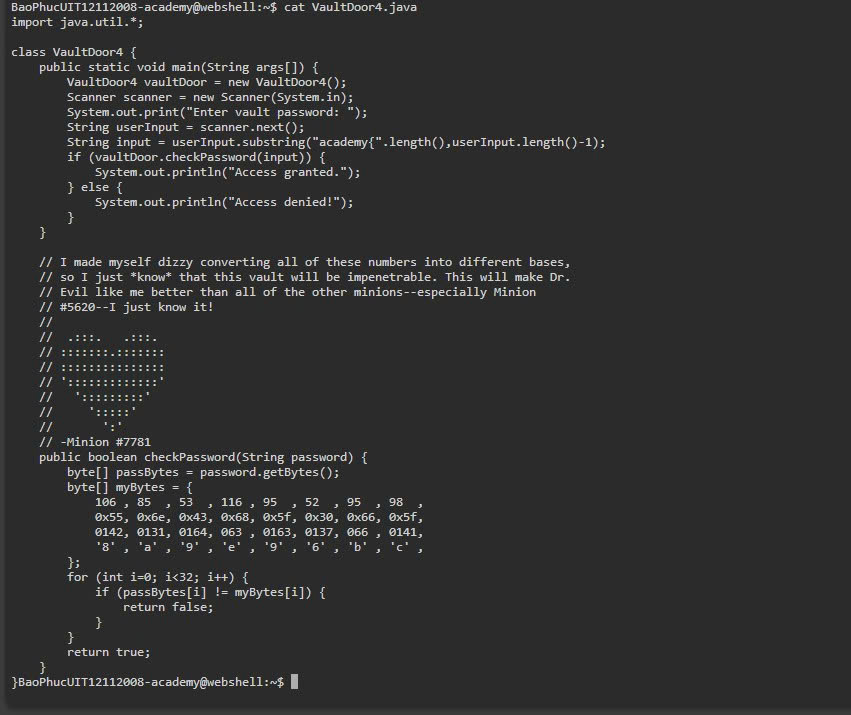 BaoPhucUIT12112008-academy@webshell:~$ cat VaultDoor4.java
import java.util.*;

class VaultDoor4 {
    public static void main(String args[]) {
        VaultDoor4 vaultDoor = new VaultDoor4();
        Scanner scanner = new Scanner(System.in);
        System.out.print("Enter vault password: ");
        String userInput = scanner.next();
        String input = userInput.substring("academy{".length(),userInput.length()-1);
        if (vaultDoor.checkPassword(input)) {
            System.out.println("Access granted.");
        } else {
            System.out.println("Access denied!");
        }
    }

    // I made myself dizzy converting all of these numbers into different bases,
    // so I just *know* that this vault will be impenetrable. This will make Dr.
    // Evil like me better than all of the other minions--especially Minion
    // #5620--I just know it!
    //
    //  .:::.   .:::.
    // :::::::.:::::::
    // :::::::::::::::
    // ':::::::::::::'
    //   ':::::::::'
    //     ':::::'
    //       ':'
    // -Minion #7781
    public boolean checkPassword(String password) {
        byte[] passBytes = password.getBytes();
        byte[] myBytes = {
            106 , 85  , 53  , 116 , 95  , 52  , 95  , 98  ,
            0x55, 0x6e, 0x43, 0x68, 0x5f, 0x30, 0x66, 0x5f,
            0142, 0131, 0164, 063 , 0163, 0137, 066 , 0141,
            '8' , 'a' , '9' , 'e' , '9' , '6' , 'b' , 'c' ,
        };
        for (int i=0; i<32; i++) {
            if (passBytes[i] != myBytes[i]) {
                return false;
            }
        }
        return true;
    }
}BaoPhucUIT12112008-academy@webshell:~$